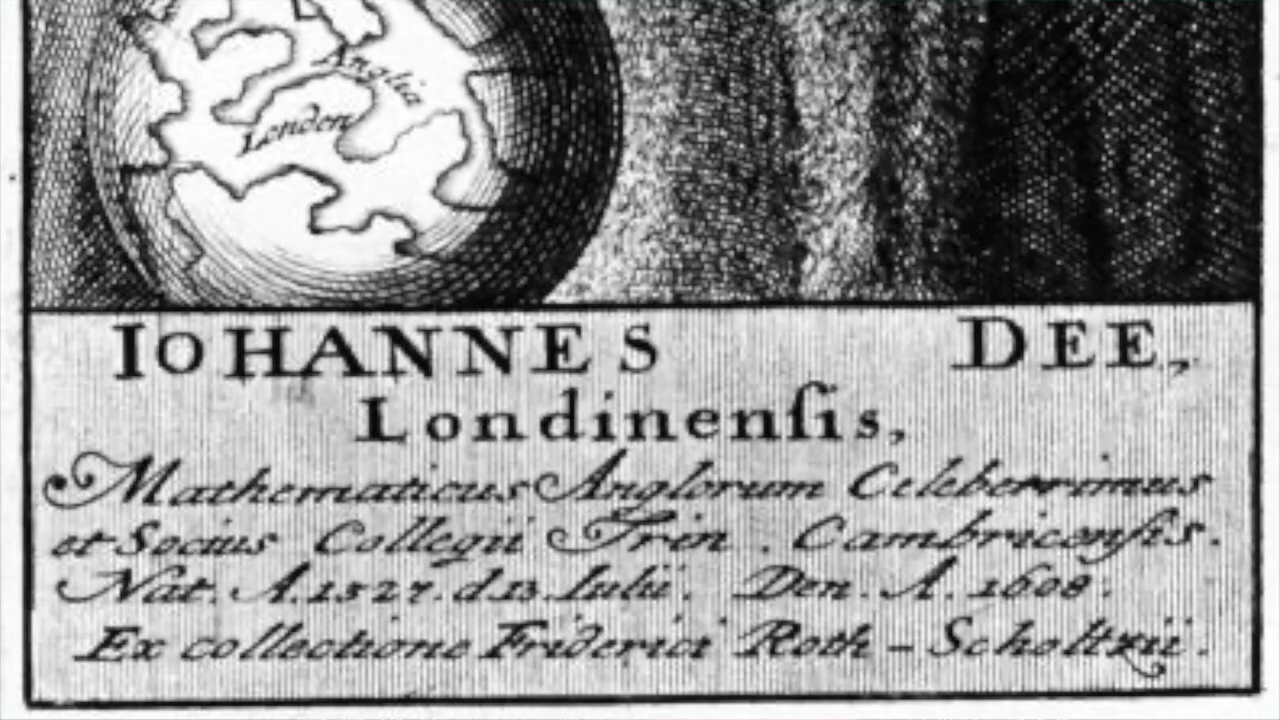 Anglia
London
IOHANNES DEE,
Londinenſis,
Mathematicus Anglorum Celeberrimus
et Socius Collegii Trin. Cambricenſis.
Nat. A. 1527. d. 13. Iulii. Den. A. 1608.
Ex collectione Friderici Roth-Scholtzii.